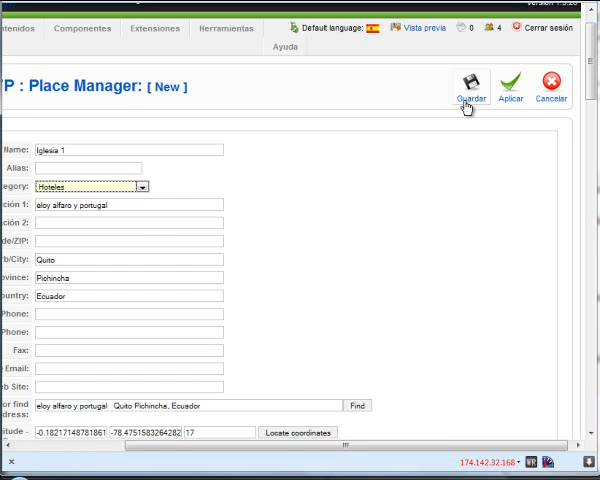 ntenidos Componentes Extensiones Herramientas Default language: Vista previa 0 4 Cerrar sesión
Ayuda
'P : Place Manager: [ New ]
Guardar Aplicar Cancelar
Name: Iglesia 1
Alias:
egory: Hoteles
ción 1: eloy alfaro y portugal
ción 2:
de/ZIP:
rb/City: Quito
ovince: Pichincha
ountry: Ecuador
Phone:
Phone:
Fax:
e Email:
eb Site:
or find eloy alfaro y portugal Quito Pichincha, Ecuador Find
ddress:
itude - -0.18217148781861 -78.4751583264282 17 Locate coordinates
174.142.32.168